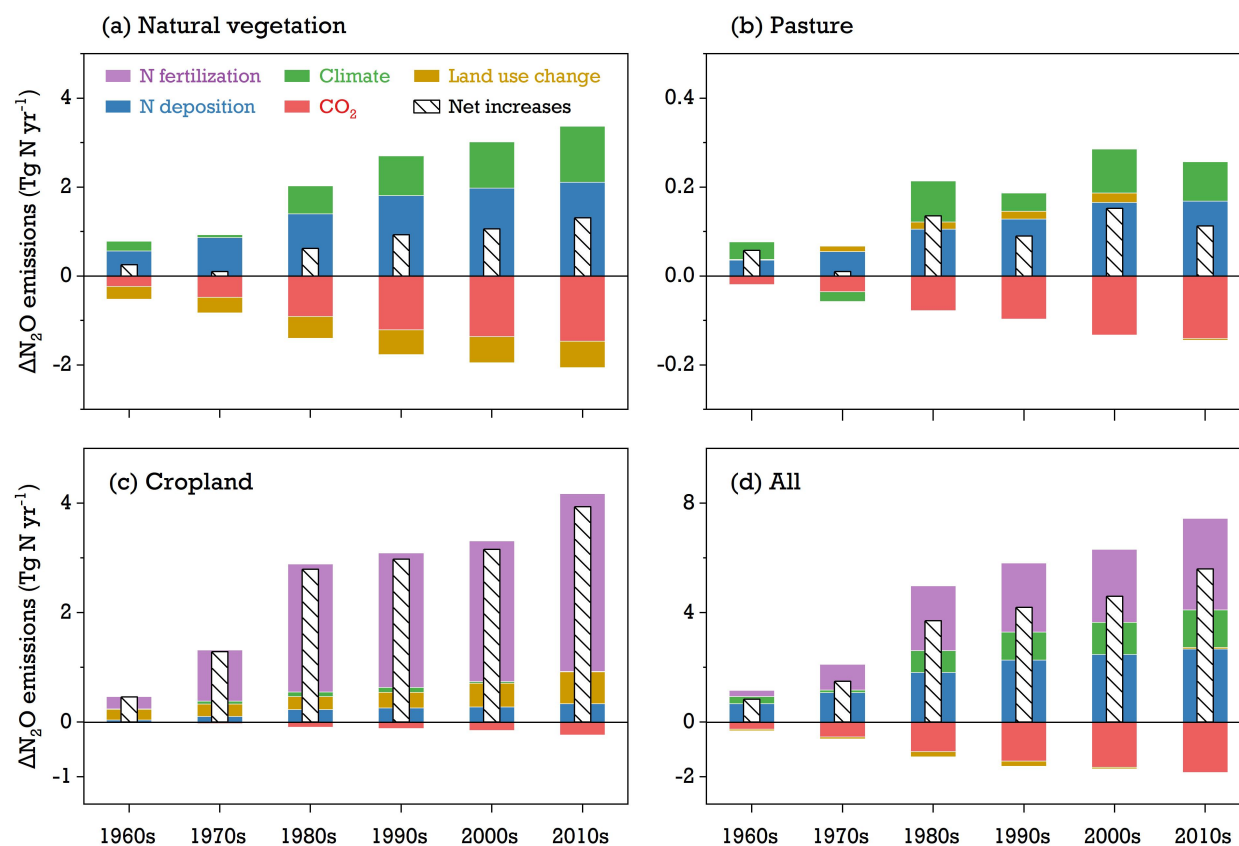 (a) Natural vegetation
(b) Pasture
N fertilization
Climate
Land use change
N deposition
CO₂
Net increases
ΔN₂O emissions (Tg N yr⁻¹)
4
2
0
-2
0.4
0.2
0.0
-0.2
(c) Cropland
(d) All
ΔN₂O emissions (Tg N yr⁻¹)
4
2
0
-1
8
4
0
-2
1960s 1970s 1980s 1990s 2000s 2010s
1960s 1970s 1980s 1990s 2000s 2010s